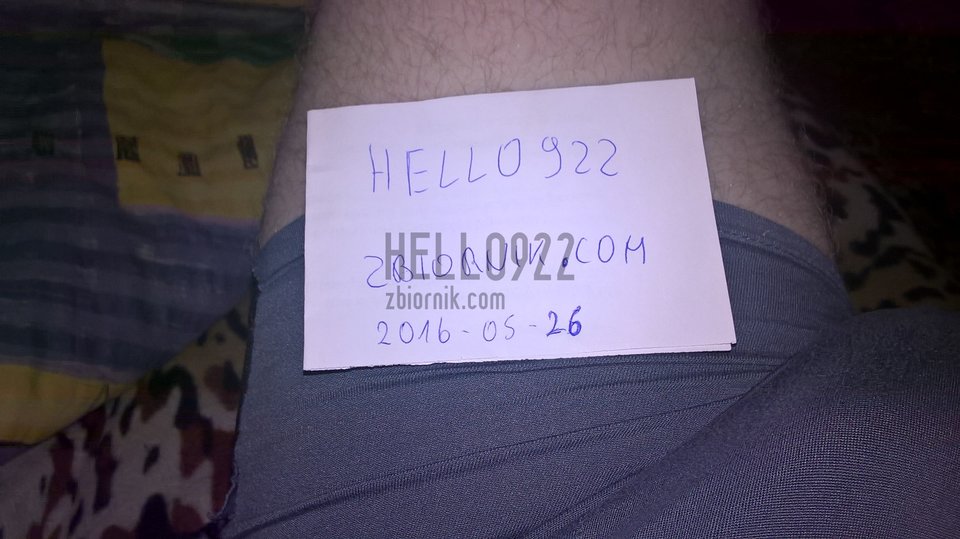 HELLO922
ZBIORNIK.COM
HELLO922
zbiornik.com
2016-05-26